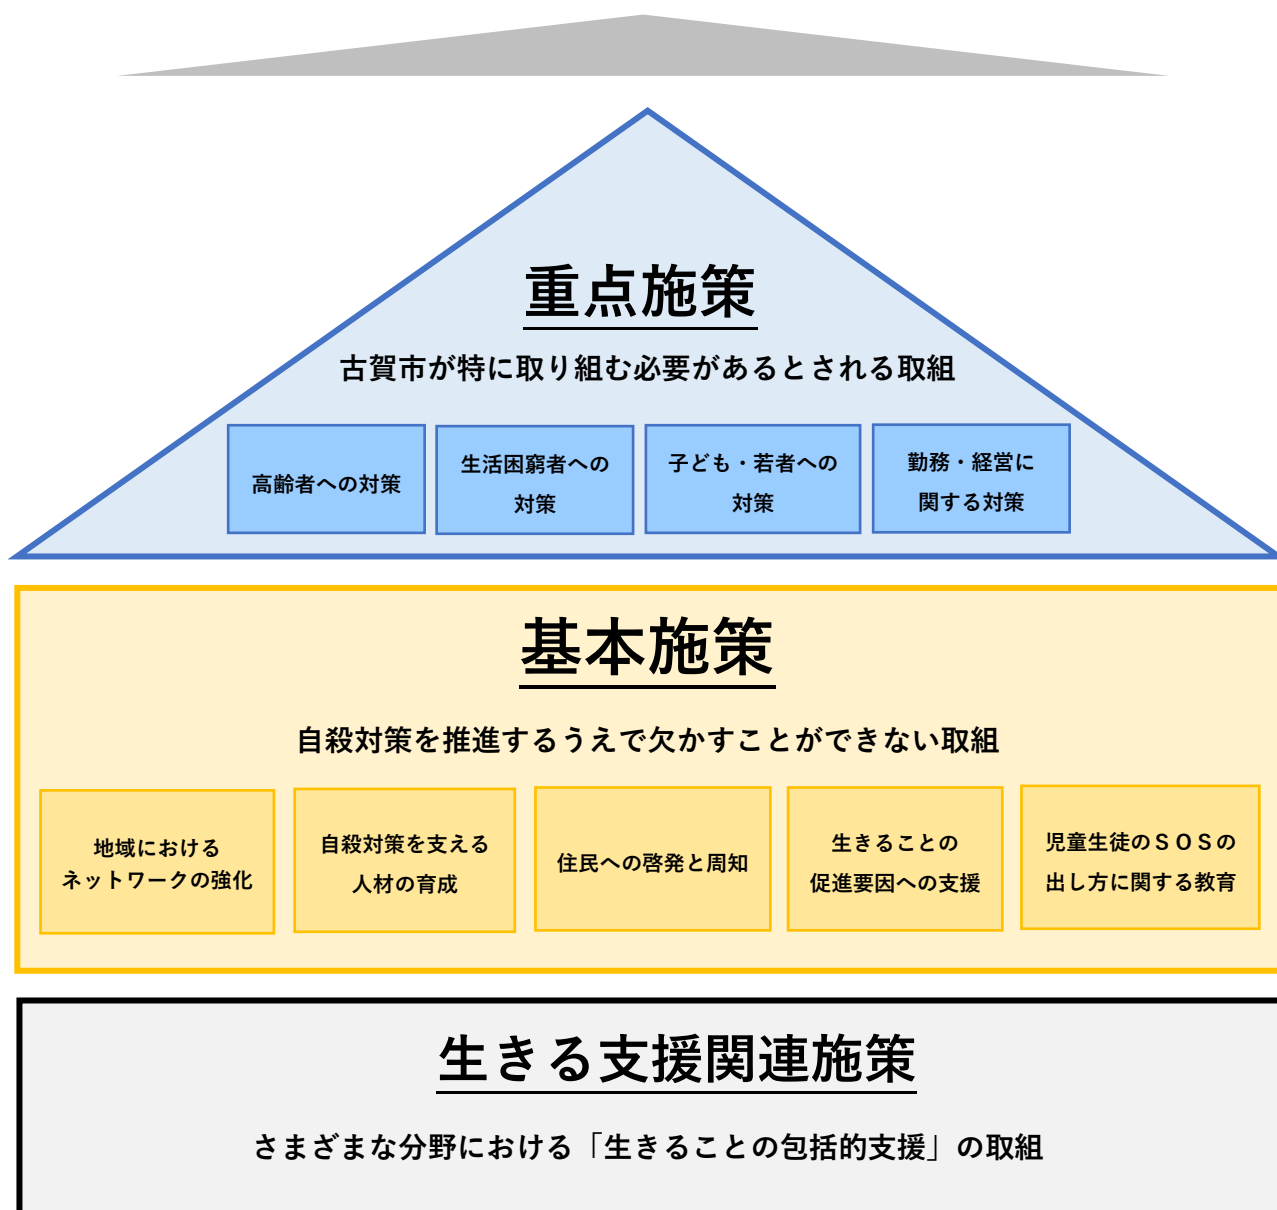 重点施策
古賀市が特に取り組む必要があるとされる取組
高齢者への対策
生活困窮者への
対策
子ども・若者への
対策
勤務・経営に
関する対策
基本施策
自殺対策を推進するうえで欠かすことができない取組
地域における
ネットワークの強化
自殺対策を支える
人材の育成
住民への啓発と周知
生きることの
促進要因への支援
児童生徒のＳＯＳの
出し方に関する教育
生きる支援関連施策
さまざまな分野における「生きることの包括的支援」の取組